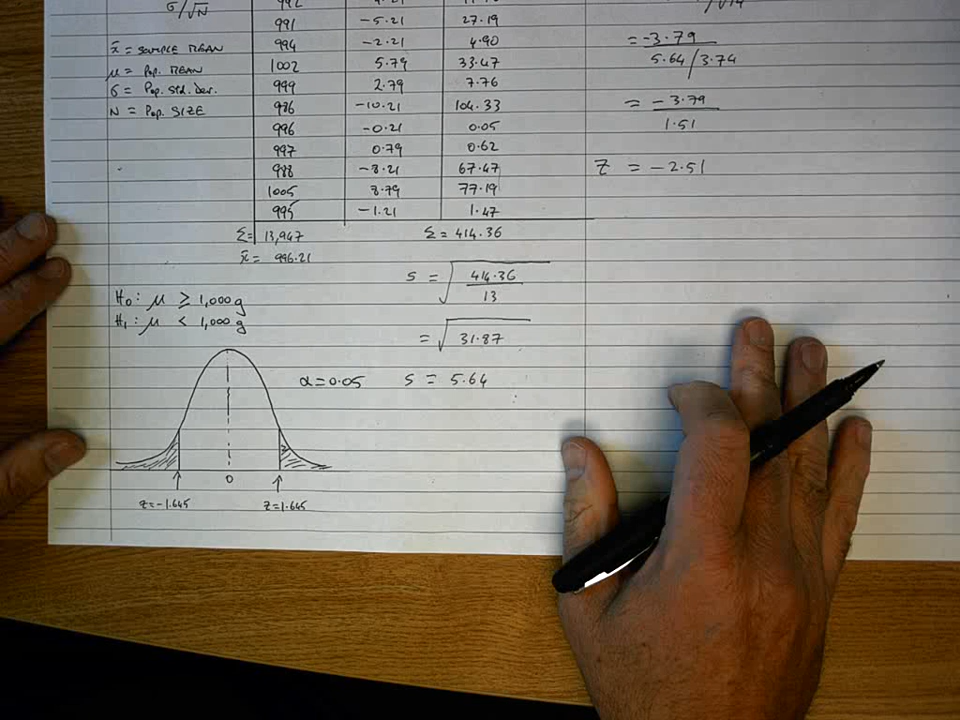 σ/√N
x̄ = SAMPLE MEAN
μ = Pop. MEAN
σ = Pop. Std. dev.
N = Pop. SIZE
991 -5.21 27.19
994 -2.21 4.90
1002 5.79 33.47
999 2.79 7.76
986 -10.21 104.33
996 -0.21 0.05
997 0.79 0.62
988 -8.21 67.47
1005 8.79 77.19
995 -1.21 1.47
Σ = 13,947 Σ = 414.36
x̄ = 996.21
H₀: μ ≥ 1,000g
H₁: μ < 1,000g
α = 0.05
0
Z=-1.645 Z=1.645
S = √414.36/13
= √31.87
S = 5.64
= -3.79
5.64/3.74
= -3.79
1.51
Z = -2.51